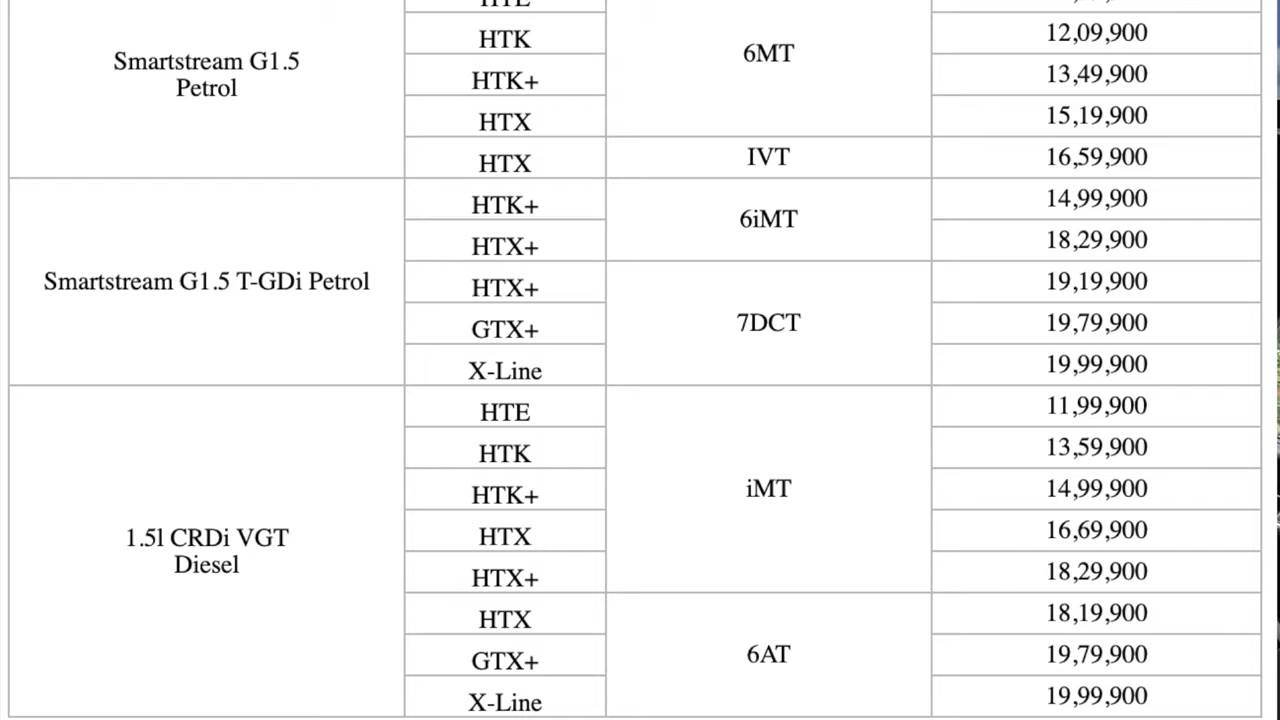 Smartstream G1.5
Petrol
HTK
6MT
12,09,900
HTK+
13,49,900
HTX
15,19,900
HTX
IVT
16,59,900
Smartstream G1.5 T-GDi Petrol
HTK+
6iMT
14,99,900
HTX+
18,29,900
HTX+
7DCT
19,19,900
GTX+
19,79,900
X-Line
19,99,900
1.5l CRDi VGT
Diesel
HTE
iMT
11,99,900
HTK
13,59,900
HTK+
14,99,900
HTX
16,69,900
HTX+
18,29,900
HTX
6AT
18,19,900
GTX+
19,79,900
X-Line
19,99,900